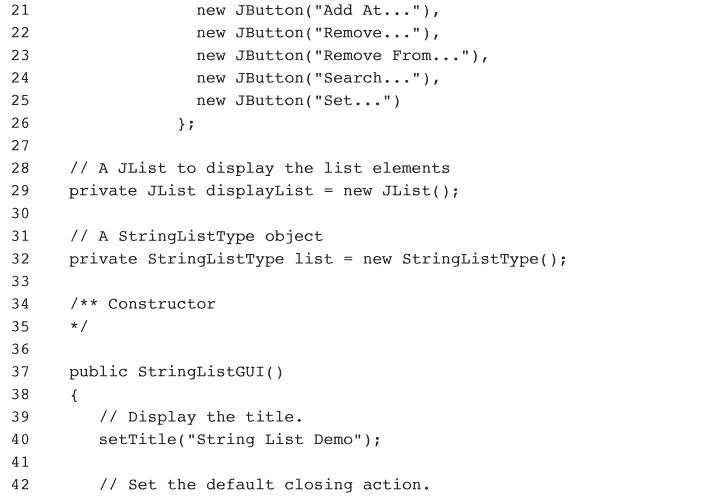 21 new JButton("Add At..."),
22 new JButton("Remove..."),
23 new JButton("Remove From..."),
24 new JButton("Search..."),
25 new JButton("Set...")
26 };
27
28 // A JList to display the list elements
29 private JList displayList = new JList();
30
31 // A StringListType object
32 private StringListType list = new StringListType();
33
34 /** Constructor
35 */
36
37 public StringListGUI()
38 {
39 // Display the title.
40 setTitle("String List Demo");
41
42 // Set the default closing action.